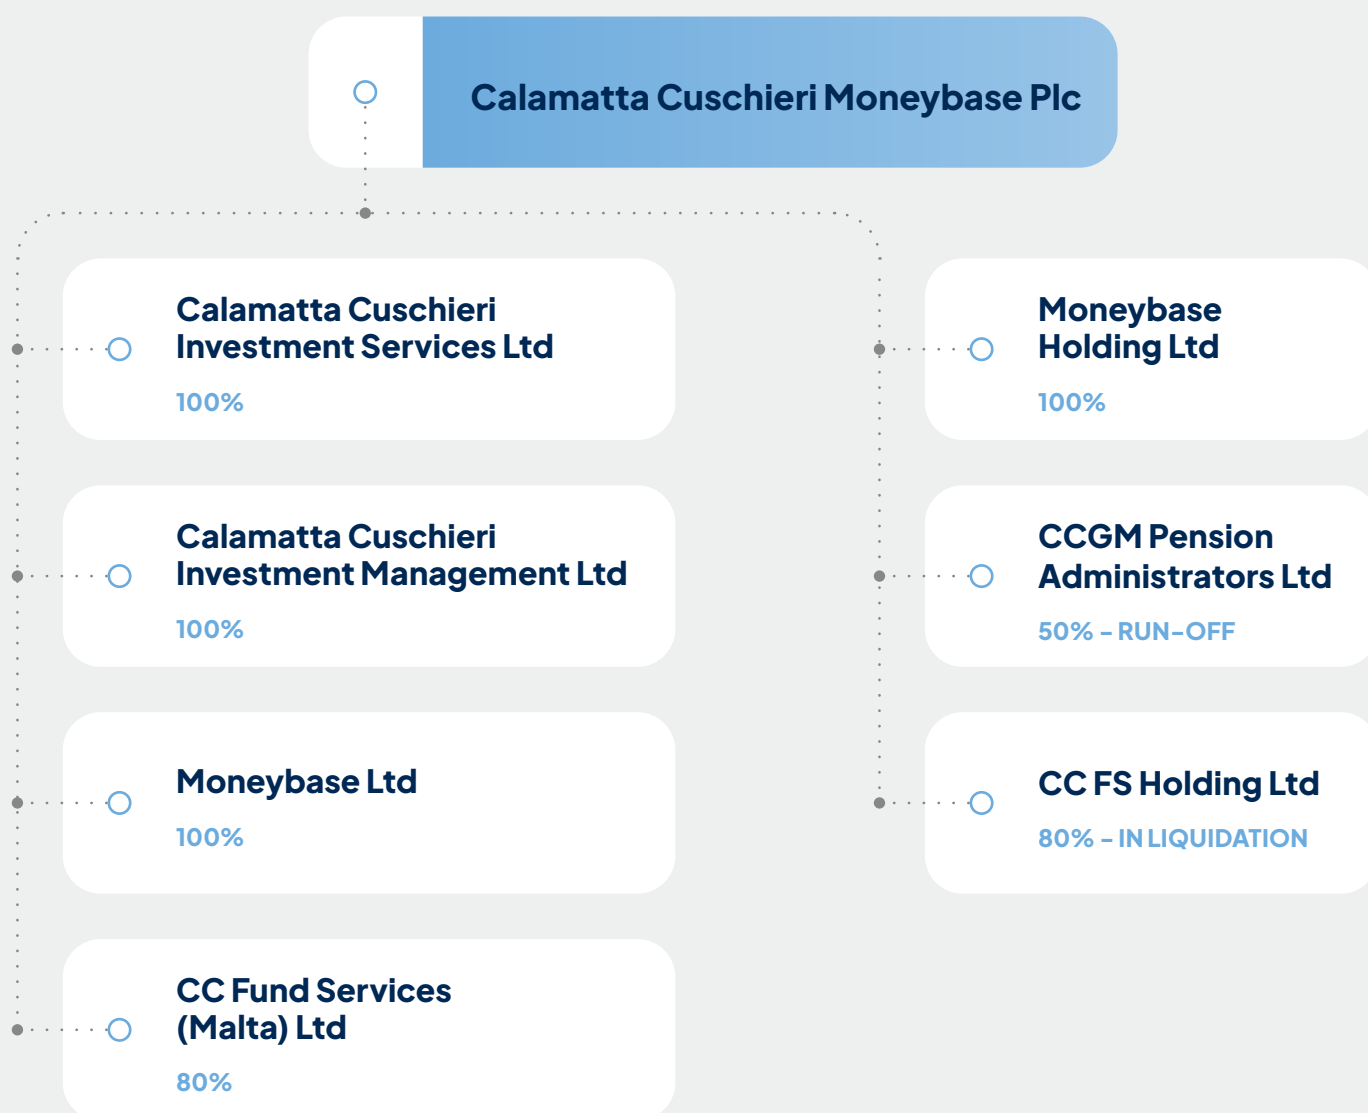 Calamatta Cuschieri Moneybase Plc
Calamatta Cuschieri
Investment Services Ltd
100%
Calamatta Cuschieri
Investment Management Ltd
100%
Moneybase Ltd
100%
CC Fund Services
(Malta) Ltd
80%
Moneybase
Holding Ltd
100%
CCGM Pension
Administrators Ltd
50% – RUN-OFF
CC FS Holding Ltd
80% – IN LIQUIDATION